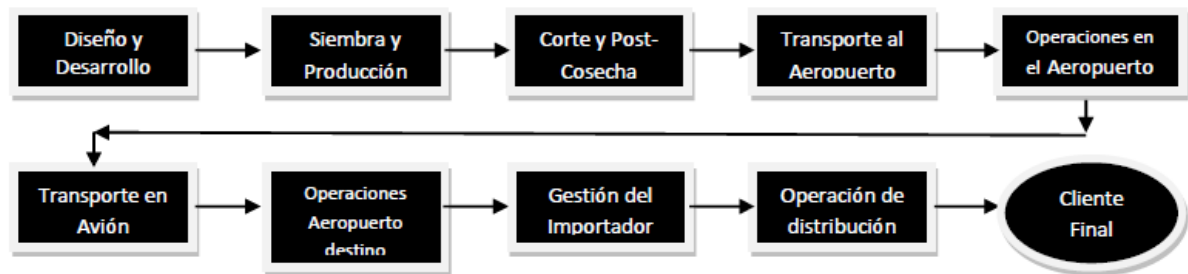 Diseño y
Desarrollo
Siembra y
Producción
Corte y Post-
Cosecha
Transporte al
Aeropuerto
Operaciones en
el Aeropuerto
Transporte en
Avión
Operaciones
Aeropuerto
destino
Gestión del
Importador
Operación de
distribución
Cliente
Final